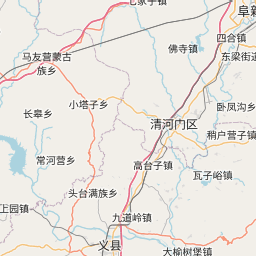 七家子镇
阜新
四合镇
佛寺镇
马友营蒙古
族乡
东梁街道
小塔子乡
卧凤沟乡
长皋乡
清河门区
稍户营子镇
常河营乡
高台子镇
瓦子峪镇
头台满族乡
上园镇
九道岭镇
义县
大榆树堡镇